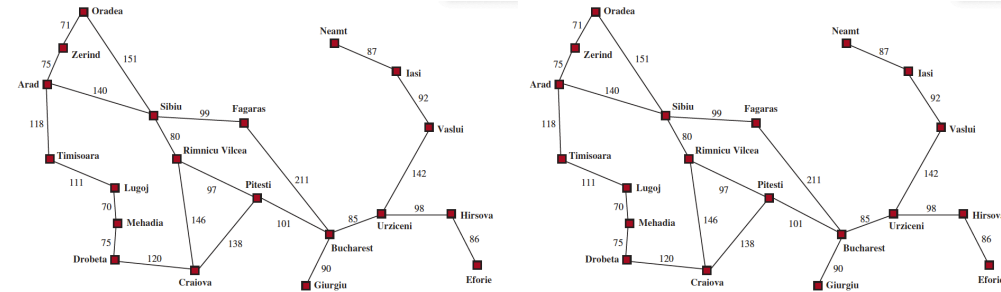 Oradea
71
Zerind
151
75
Arad
140
118
Sibiu
99
Fagaras
80
Timisoara
Rimnicu Vilcea
111
Lugoj
97
Pitesti
211
70
Mehadia
146
101
75
138
Drobeta
120
Craiova
Neamt
87
Iasi
92
Vaslui
142
98
Hirsova
85
Urziceni
86
Bucharest
90
Giurgiu
Eforie
Oradea
71
Zerind
151
75
Arad
140
118
Sibiu
99
Fagaras
80
Timisoara
Rimnicu Vilcea
111
Lugoj
97
Pitesti
211
70
Mehadia
146
101
75
138
Drobeta
120
Craiova
Neamt
87
Iasi
92
Vaslui
142
98
Hirsova
85
Urziceni
86
Bucharest
90
Giurgiu
Eforie